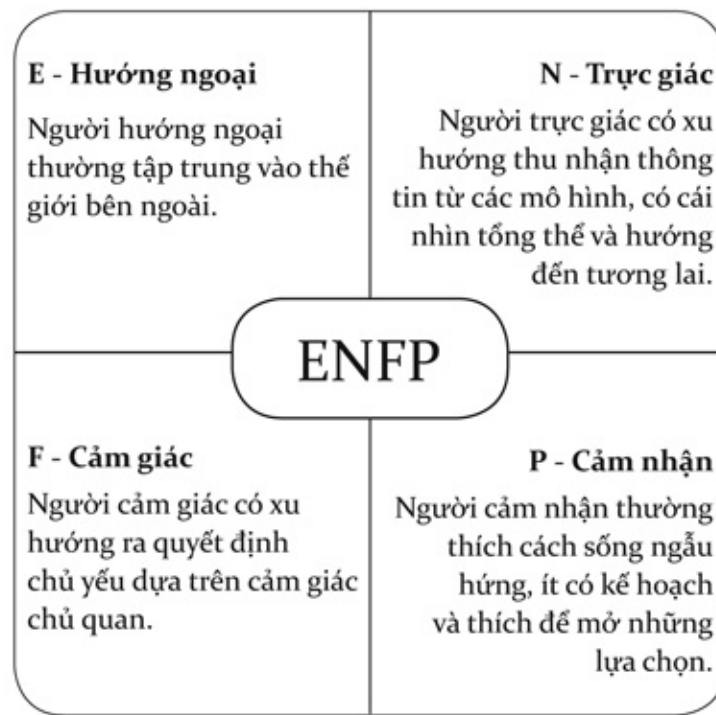 E - Hướng ngoại
Người hướng ngoại
thường tập trung vào thế
giới bên ngoài.
N - Trực giác
Người trực giác có xu
hướng thu nhận thông
tin từ các mô hình, có cái
nhìn tổng thể và hướng
đến tương lai.
ENFP
F - Cảm giác
Người cảm giác có xu
hướng ra quyết định
chủ yếu dựa trên cảm giác
chủ quan.
P - Cảm nhận
Người cảm nhận thường
thích cách sống ngẫu
hứng, ít có kế hoạch
và thích để mở những
lựa chọn.